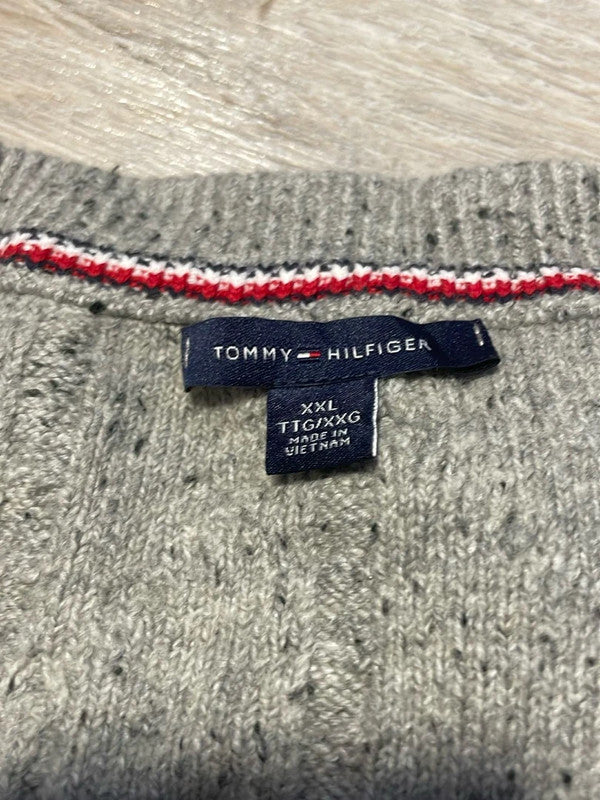 TOMMY HILFIGER
XXL
TTG/XXG
MADE IN
VIETNAM